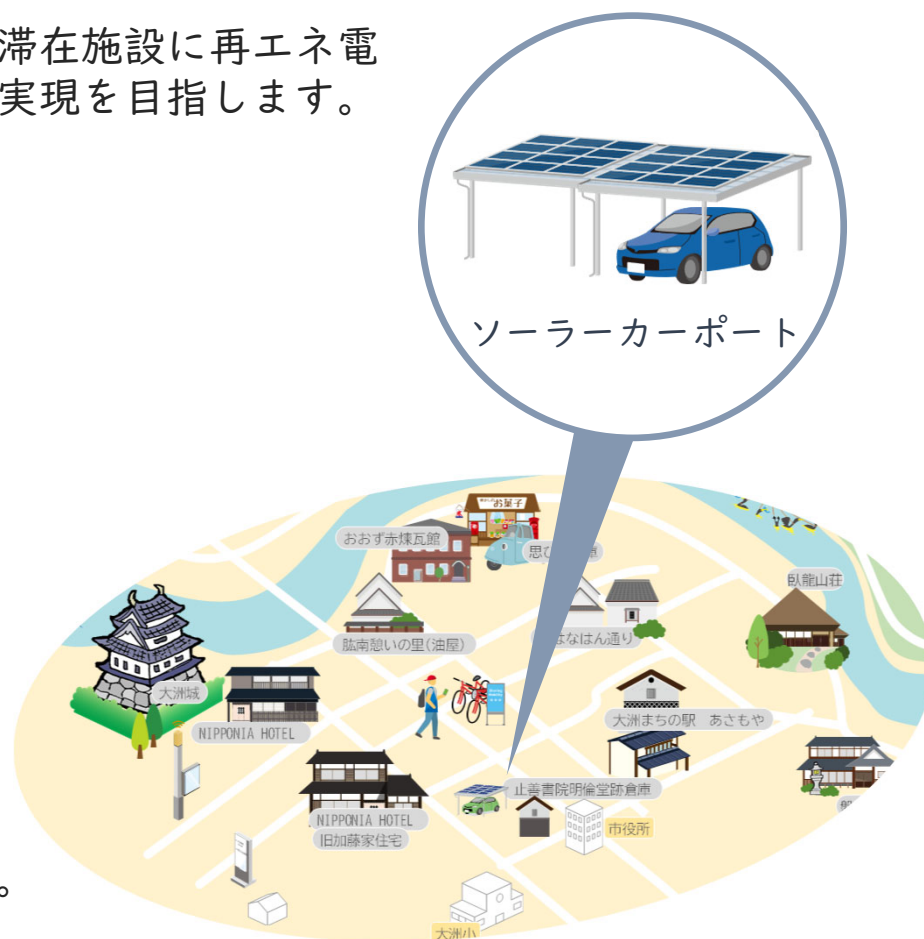 滞在施設に再エネ電
実現を目指します。
ソーラーカーポート
お菓子
おおず赤煉瓦館
思ひ
臥龍山荘
肱南憩いの里(油屋)
はなはん通り
大洲城
NIPPONIA HOTEL
大洲まちの駅 あさもや
止善書院明倫堂跡倉庫
NIPPONIA HOTEL
旧加藤家住宅
市役所
。
大洲小